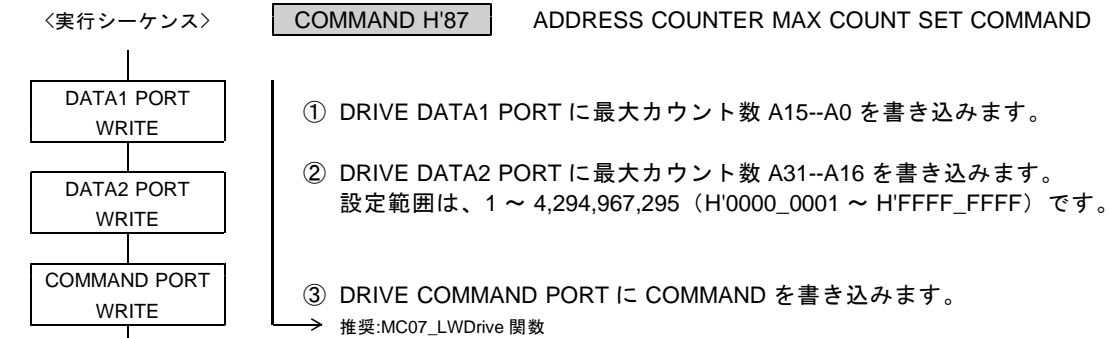 〈実行シーケンス〉
COMMAND H'87 ADDRESS COUNTER MAX COUNT SET COMMAND
DATA1 PORT
WRITE
① DRIVE DATA1 PORT に最大カウント数 A15--A0 を書き込みます。
DATA2 PORT
WRITE
② DRIVE DATA2 PORT に最大カウント数 A31--A16 を書き込みます。
設定範囲は、1 ～ 4,294,967,295（H'0000_0001 ～ H'FFFF_FFFF）です。
COMMAND PORT
WRITE
③ DRIVE COMMAND PORT に COMMAND を書き込みます。
推奨:MC07_LWDrive 関数